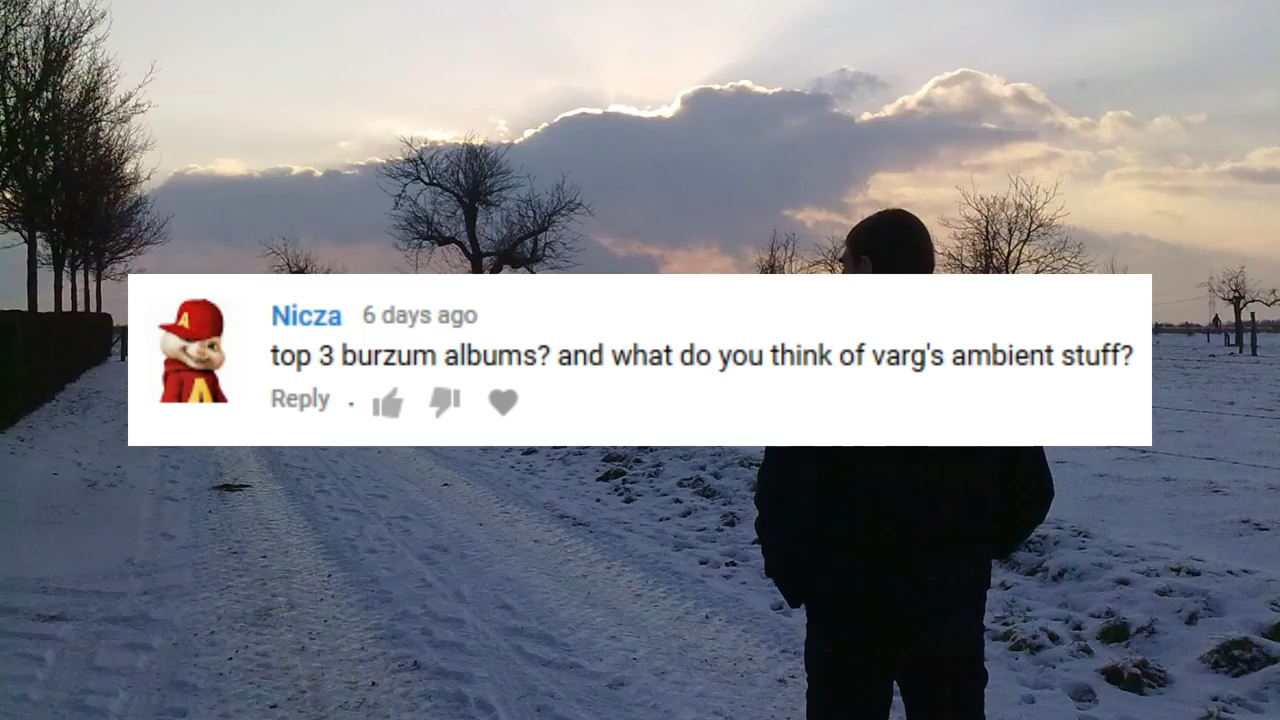 Nicza 6 days ago
top 3 burzum albums? and what do you think of varg's ambient stuff?
Reply .
A
A